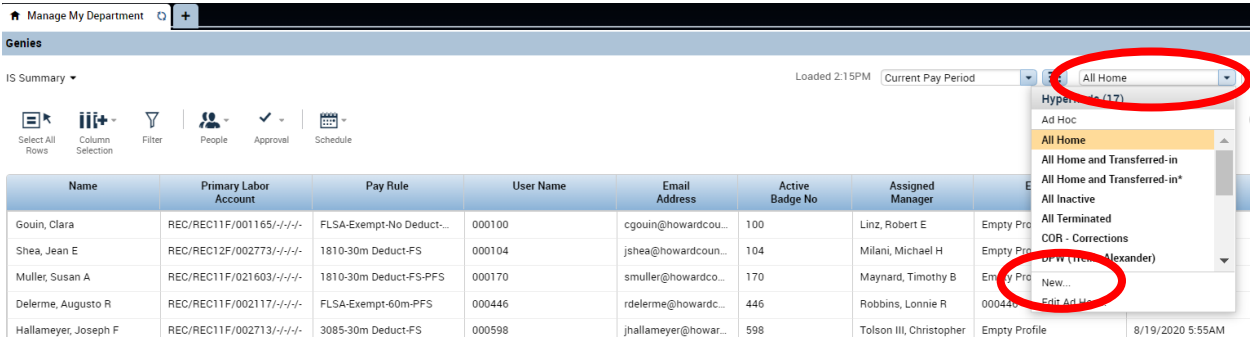 Manage My Department
Genies
IS Summary
Loaded 2:15PM Current Pay Period All Home
Select All Rows Column Selection Filter People Approval Schedule
(17)
Ad Hoc
All Home
All Home and Transferred-in
All Home and Transferred-in*
All Inactive
All Terminated
COR - Corrections
Alexander)
New...
Edit Ad
Name Primary Labor Account Pay Rule User Name Email Address Active Badge No Assigned Manager
Gouin, Clara REC/REC11F/001165/-/-/-/- FLSA-Exempt-No Deduct-... 000100 cgouin@howardcou... 100 Linz, Robert E Empty Pro
Shea, Jean E REC/REC12F/002773/-/-/-/- 1810-30m Deduct-FS 000104 jshea@howardcoun... 104 Milani, Michael H Empty Pro
Muller, Susan A REC/REC11F/021603/-/-/-/- 1810-30m Deduct-FS-PFS 000170 smuller@howardco... 170 Maynard, Timothy B
Delerme, Augusto R REC/REC11F/002117/-/-/-/- FLSA-Exempt-60m-PFS 000446 rdelerme@howardc... 446 Robbins, Lonnie R 000446
Hallameyer, Joseph F REC/REC11F/002713/-/-/-/- 3085-30m Deduct-FS 000598 jhallameyer@howar... 598 Tolson III, Christopher Empty Profile 8/19/2020 5:55AM